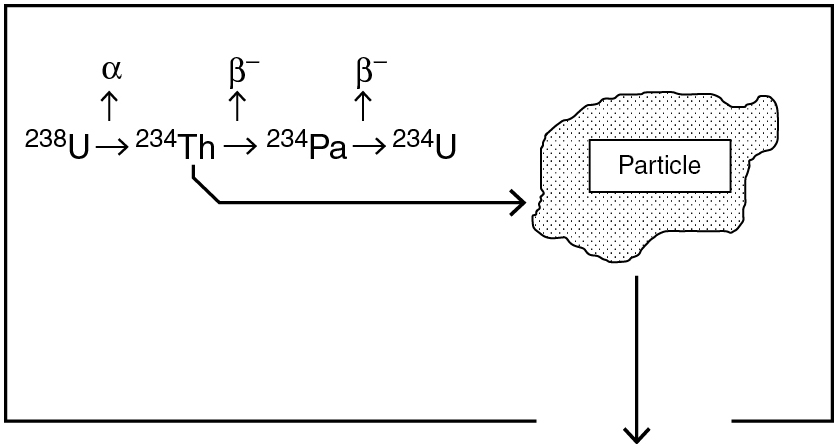 α β⁻ β⁻
²³⁸U → ²³⁴Th → ²³⁴Pa → ²³⁴U
Particle